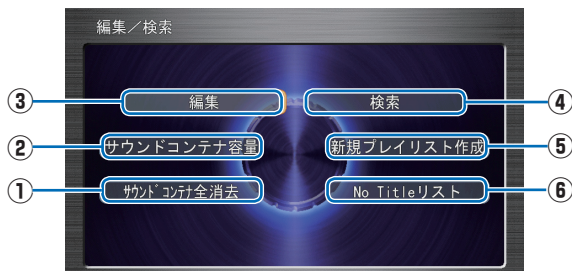 編集／検索
③ 編集 検索 ④
② サウンドコンテナ容量 新規プレイリスト作成 ⑤
① ｻｳﾝﾄﾞｺﾝﾃﾅ全消去 No Titleリスト ⑥